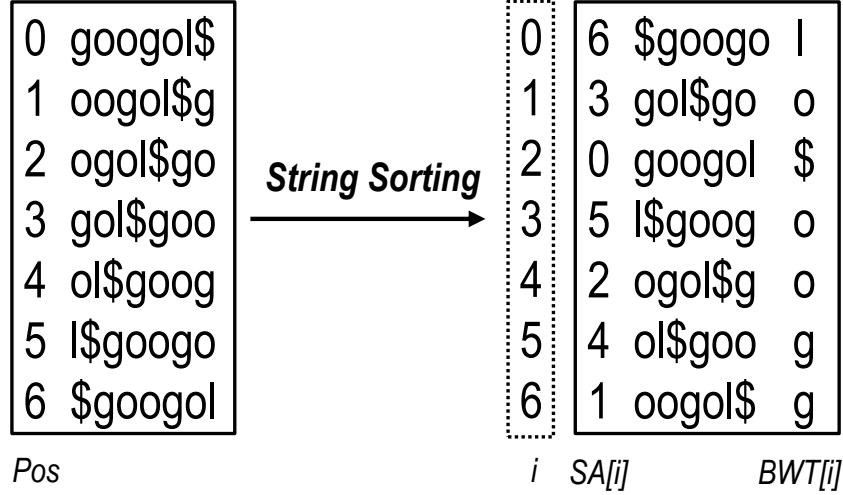 0 googol$ 0 6 $googo l
1 oogol$g 1 3 gol$go o
2 ogol$go 2 0 googol $
String Sorting
3 gol$goo 3 5 l$goog o
4 ol$goog 4 2 ogol$g o
5 l$googo 5 4 ol$goo g
6 $googol 6 1 oogol$ g
Pos i SA[i] BWT[i]